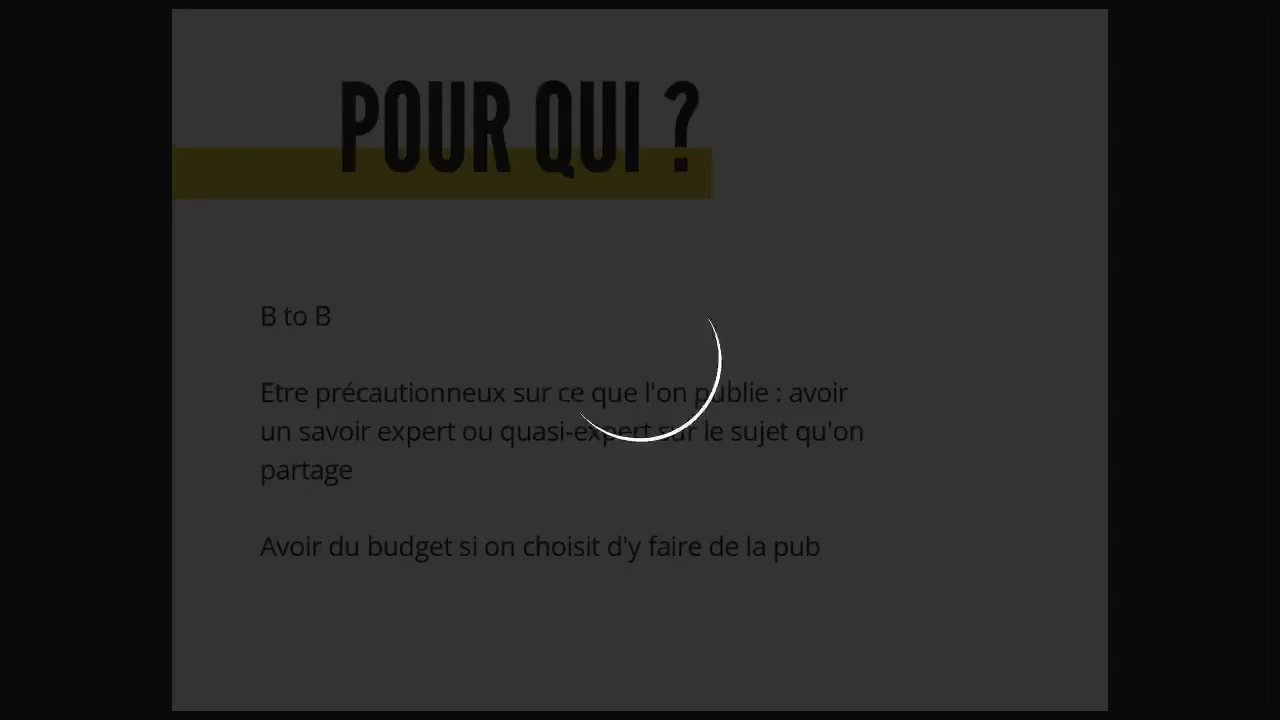 POUR QUI ?
B to B
Etre précautionneux sur ce que l'on publie : avoir
un savoir expert ou quasi-expert sur le sujet qu'on
partage
Avoir du budget si on choisit d'y faire de la pub